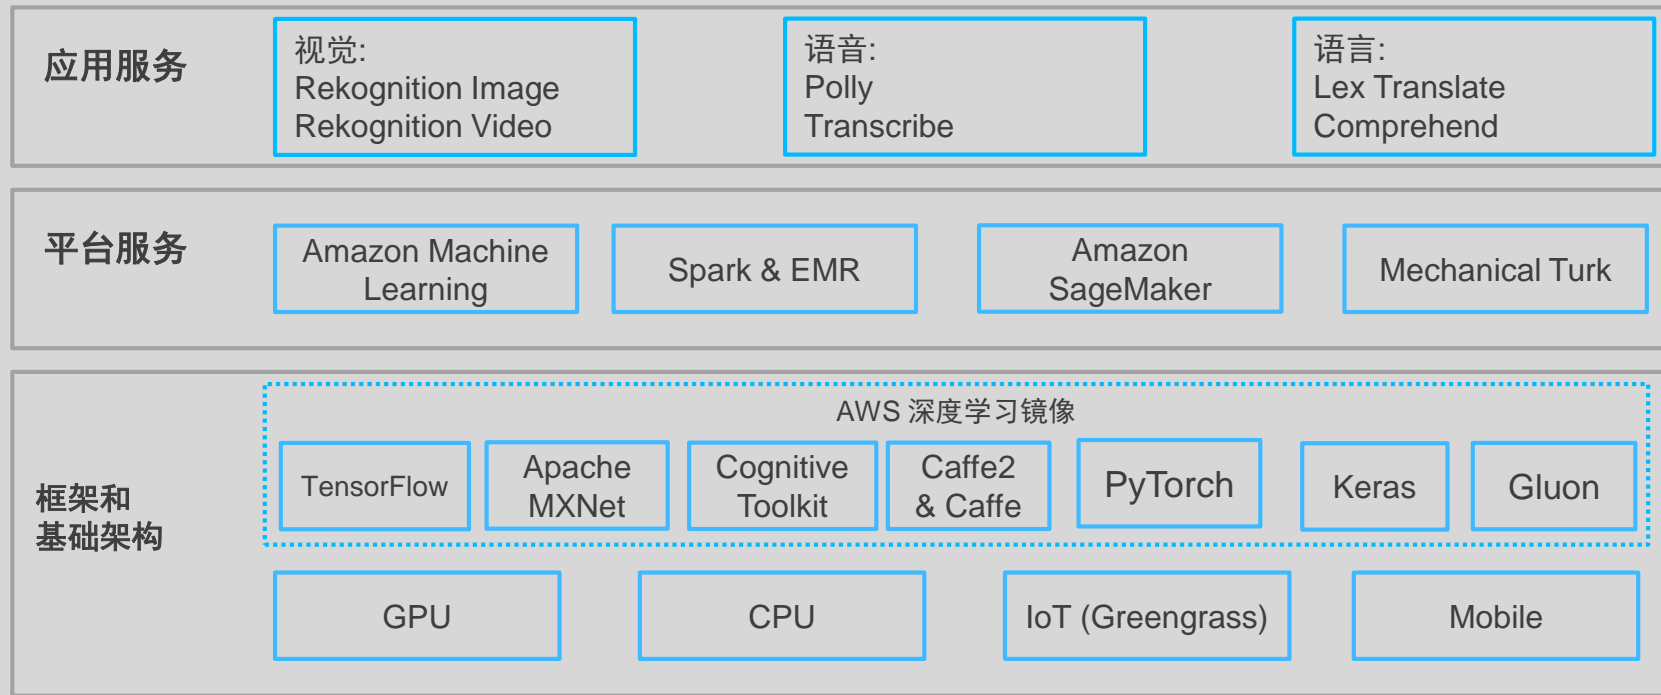 应用服务
视觉:
Rekognition Image
Rekognition Video
语音:
Polly
Transcribe
语言:
Lex Translate
Comprehend
平台服务
Amazon Machine
Learning
Spark & EMR
Amazon
SageMaker
Mechanical Turk
框架和
基础架构
AWS 深度学习镜像
TensorFlow
Apache
MXNet
Cognitive
Toolkit
Caffe2
& Caffe
PyTorch
Keras
Gluon
GPU
CPU
IoT (Greengrass)
Mobile